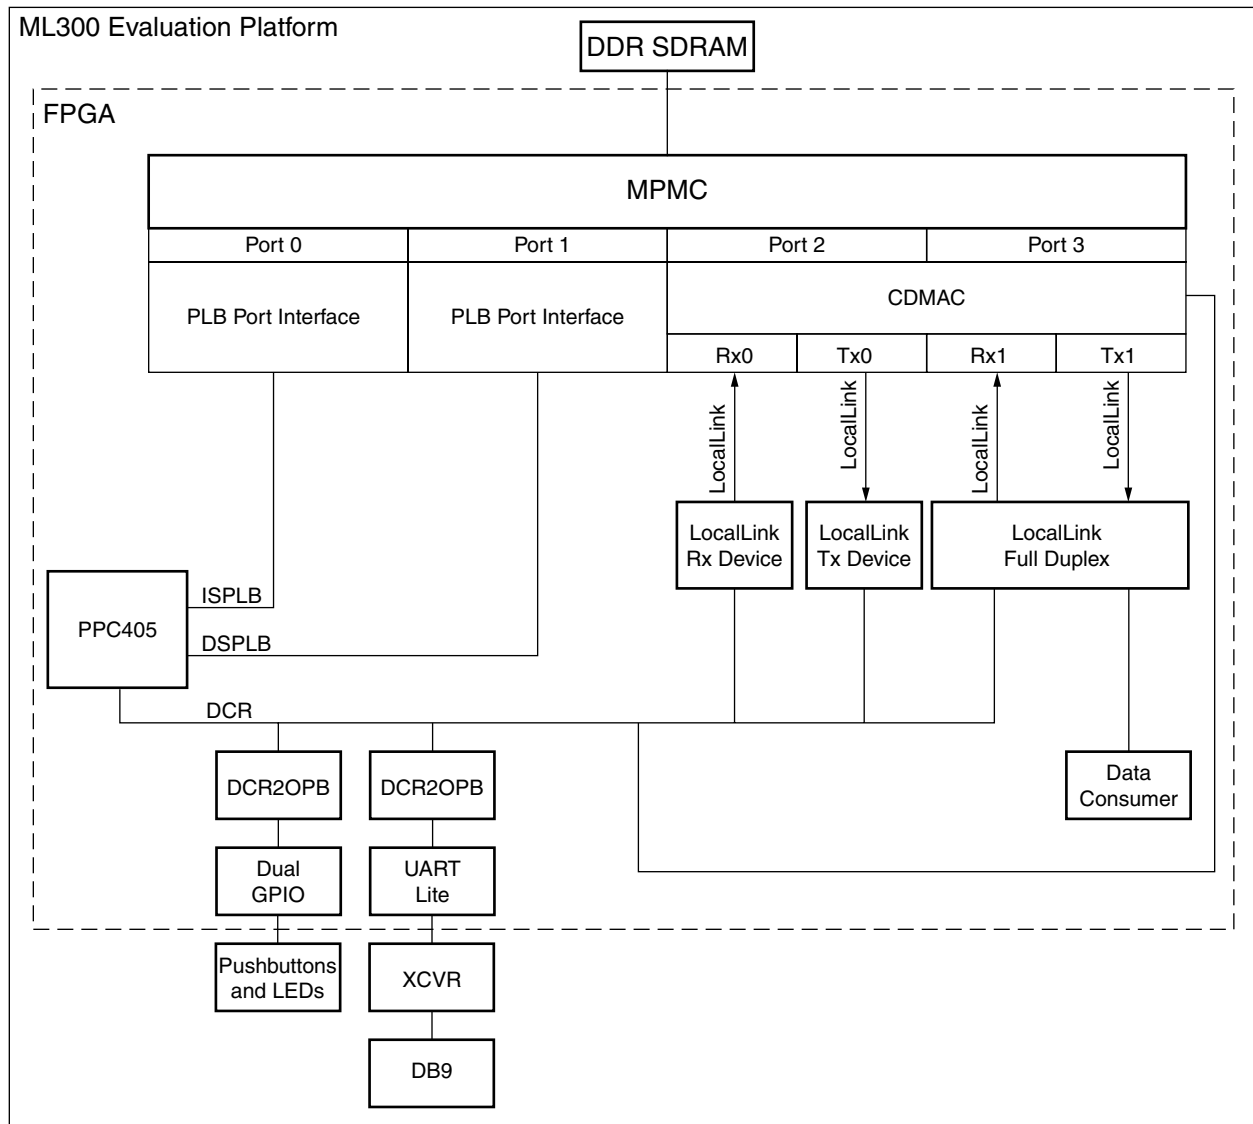 ML300 Evaluation Platform
DDR SDRAM
FPGA
MPMC
Port 0
Port 1
Port 2
Port 3
PLB Port Interface
PLB Port Interface
CDMAC
Rx0
Tx0
Rx1
Tx1
LocalLink
LocalLink
LocalLink
LocalLink
LocalLink
Rx Device
LocalLink
Tx Device
LocalLink
Full Duplex
PPC405
ISPLB
DSPLB
DCR
DCR2OPB
DCR2OPB
Data
Consumer
Dual
GPIO
UART
Lite
Pushbuttons
and LEDs
XCVR
DB9